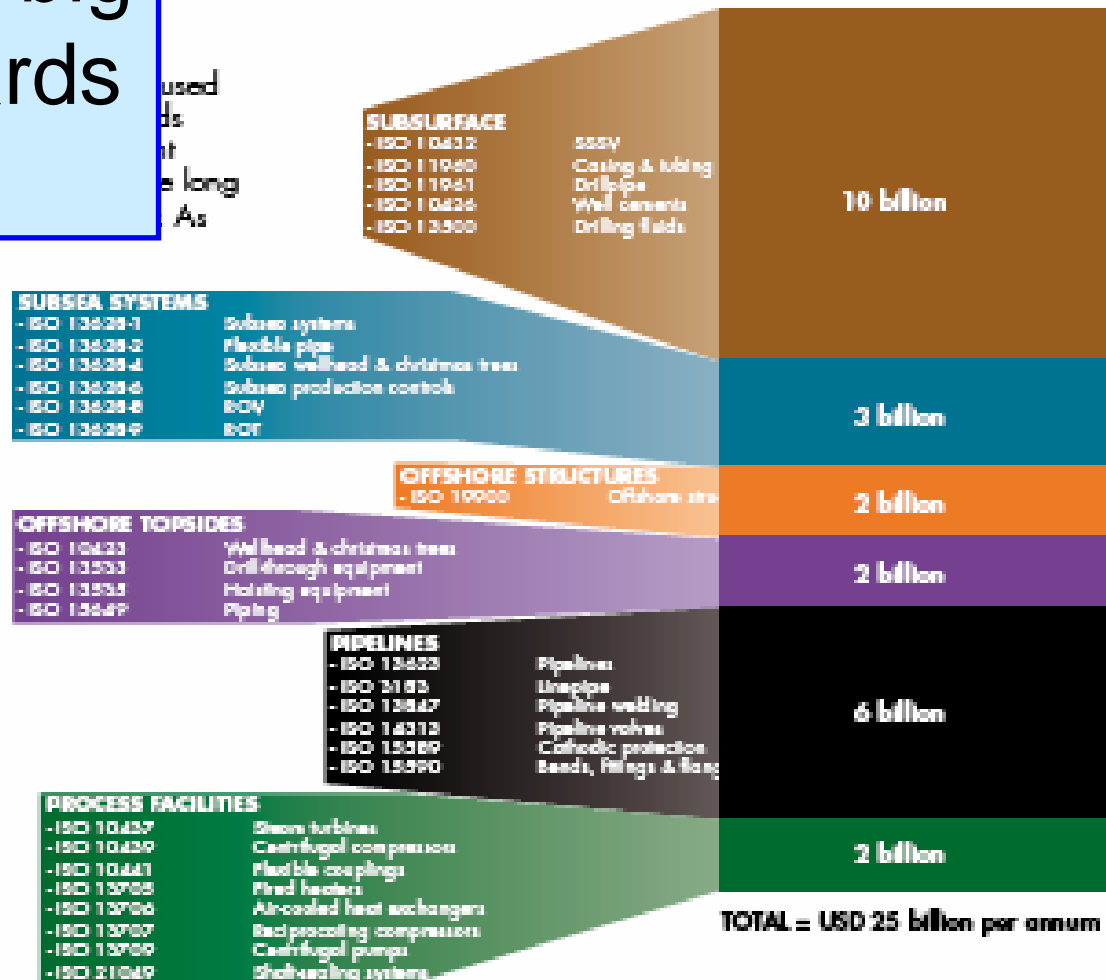 big
rds
used
ds
nt
e long
: As
SUBSURFACE
- ISO 10432 SSSV
- ISO 11960 Casing & tubing
- ISO 11961 Drillpipe
- ISO 10426 Well cements
- ISO 13500 Drilling fluids
10 billion
SUBSEA SYSTEMS
- ISO 13628-1 Subsea systems
- ISO 13628-2 Flexible pipe
- ISO 13628-4 Subsea wellhead & christmas trees
- ISO 13628-6 Subsea production controls
- ISO 13628-8 ROV
- ISO 13628-9 ROT
3 billion
OFFSHORE STRUCTURES
- ISO 19900 Offshore stru
2 billion
OFFSHORE TOPSIDES
- ISO 10423 Wellhead & christmas trees
- ISO 13533 Drill-through equipment
- ISO 13535 Hoisting equipment
- ISO 15649 Piping
2 billion
PIPELINES
- ISO 13623 Pipelines
- ISO 3183 Linepipe
- ISO 13847 Pipeline welding
- ISO 14313 Pipeline valves
- ISO 15589 Cathodic protection
- ISO 15590 Bends, fittings & flang
6 billion
PROCESS FACILITIES
- ISO 10437 Steam turbines
- ISO 10439 Centrifugal compressors
- ISO 10441 Flexible couplings
- ISO 13705 Fired heaters
- ISO 13706 Aircooled heat exchangers
- ISO 13707 Reciprocating compressors
- ISO 13709 Centrifugal pumps
- ISO 21049 Shaft-sealing systems
2 billion
TOTAL = USD 25 billion per annum